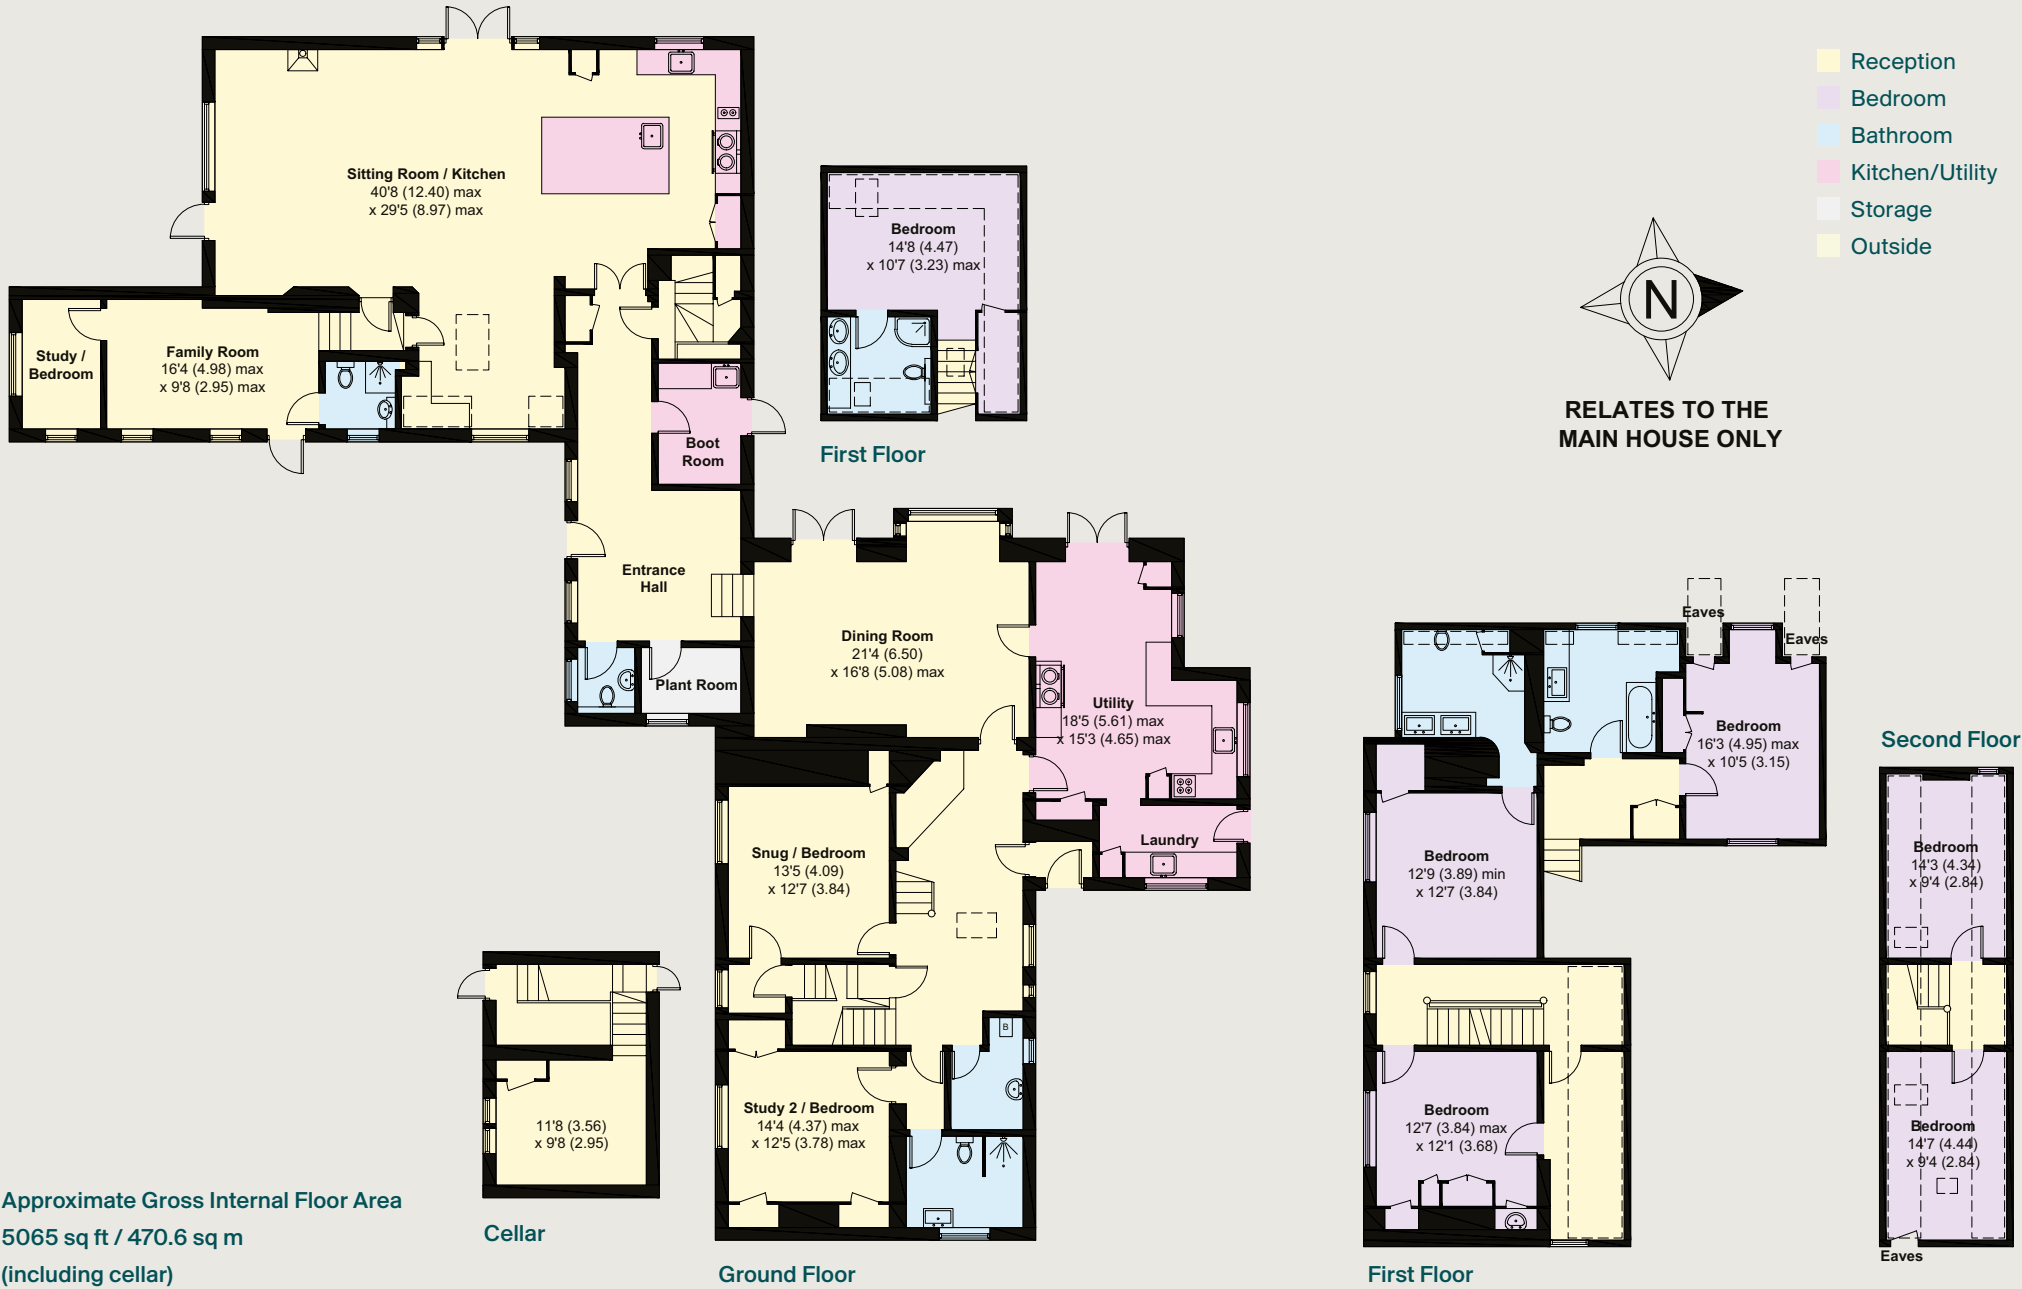 Sitting Room / Kitchen
40'8 (12.40) max
x 29'5 (8.97) max
Study /
Bedroom
Family Room
16'4 (4.98) max
x 9'8 (2.95) max
Boot
Room
Entrance
Hall
Plant Room
Bedroom
14'8 (4.47)
x 10'7 (3.23) max
First Floor
Reception
Bedroom
Bathroom
Kitchen/Utility
Storage
Outside
N
RELATES TO THE
MAIN HOUSE ONLY
Dining Room
21'4 (6.50)
x 16'8 (5.08) max
Utility
18'5 (5.61) max
x 15'3 (4.65) max
Laundry
Snug / Bedroom
13'5 (4.09)
x 12'7 (3.84)
B
Study 2 / Bedroom
14'4 (4.37) max
x 12'5 (3.78) max
Ground Floor
11'8 (3.56)
x 9'8 (2.95)
Cellar
Approximate Gross Internal Floor Area
5065 sq ft / 470.6 sq m
(including cellar)
Eaves
Eaves
Bedroom
16'3 (4.95) max
x 10'5 (3.15)
Bedroom
12'9 (3.89) min
x 12'7 (3.84)
Bedroom
12'7 (3.84) max
x 12'1 (3.68)
First Floor
Second Floor
Bedroom
14'3 (4.34)
x 9'4 (2.84)
Bedroom
14'7 (4.44)
x 9'4 (2.84)
Eaves